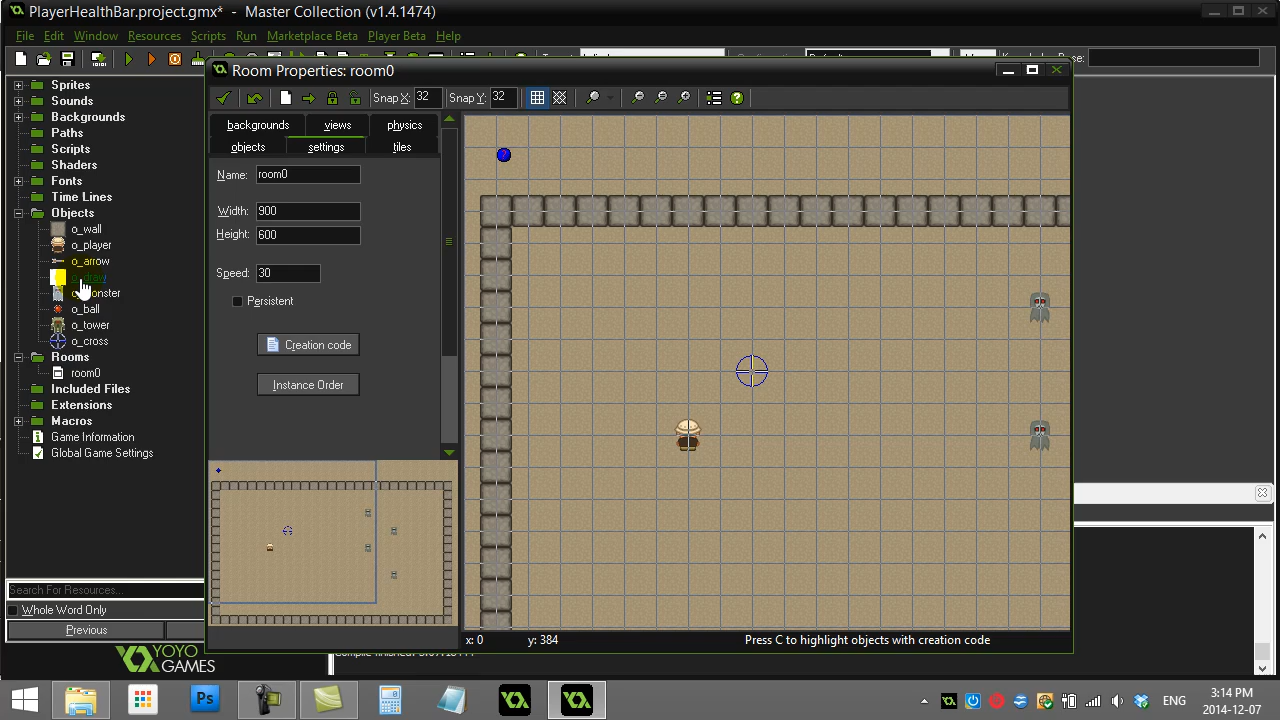 PlayerHealthBar.project.gmx* - Master Collection (v1.4.1474)
File Edit Window Resources Scripts Run Marketplace Beta Player Beta Help
Room Properties: room0
Snap X: 32 Snap Y: 32
Sprites
Sounds
Backgrounds
Paths
Scripts
Shaders
Fonts
Time Lines
Objects
o_wall
o_player
o_arrow
o_draw
o_monster
o_ball
o_tower
o_cross
Rooms
room0
Included Files
Extensions
Macros
Game Information
Global Game Settings
Search For Resources...
Whole Word Only
Previous
YOYO
GAMES
backgrounds views physics
objects settings tiles
Name: room0
Width: 900
Height: 600
Speed: 30
Persistent
Creation code
Instance Order
x: 0 y: 384 Press C to highlight objects with creation code
Ps
ENG
3:14 PM
2014-12-07